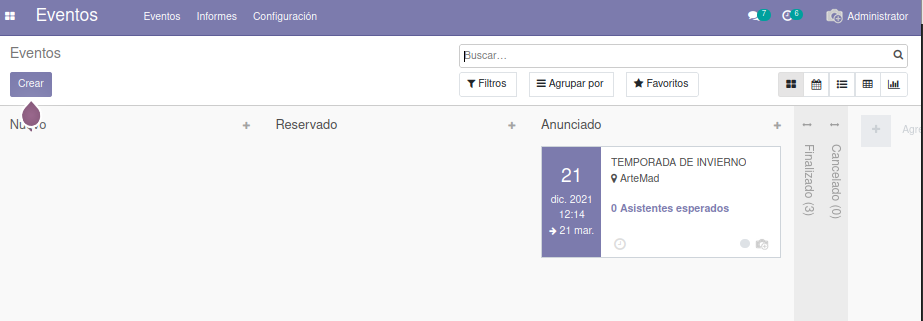 Eventos Eventos Informes Configuración 7 6 Administrator
Eventos
Buscar...
Crear
Filtros Agrupar por Favoritos
Nuevo + Reservado + Anunciado +
21
dic. 2021
12:14
21 mar.
TEMPORADA DE INVIERNO
ArteMad
0 Asistentes esperados
Finalizado (3)
Cancelado (0)
+